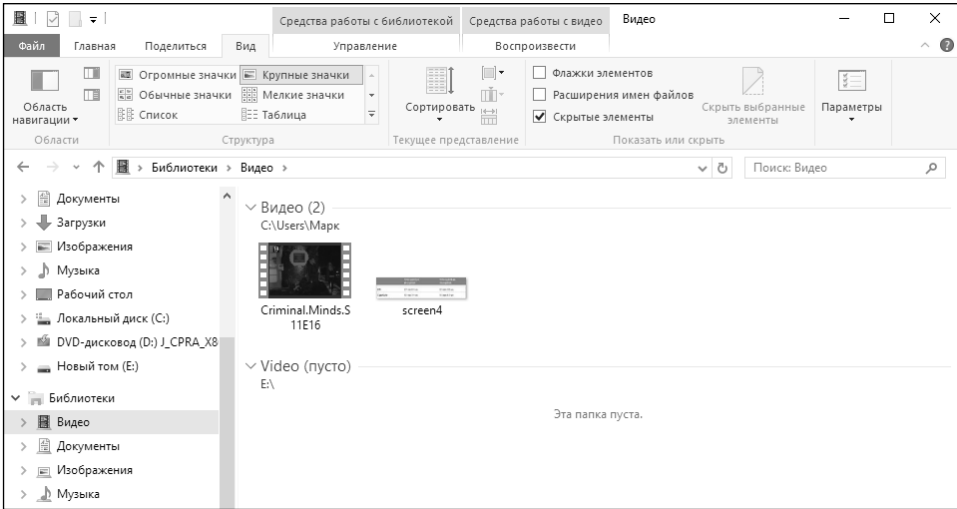 Средства работы с библиотекой Средства работы с видео Видео
Файл Главная Поделиться Вид Управление Воспроизвести
Область навигации
Огромные значки Крупные значки
Обычные значки Мелкие значки
Список Таблица
Сортировать
Флажки элементов
Расширения имен файлов
Скрытые элементы
Скрыть выбранные
элементы
Параметры
Области Структура Текущее представление Показать или скрыть
Библиотеки > Видео > Поиск: Видео
Документы
Загрузки
Изображения
Музыка
Рабочий стол
Локальный диск (C:)
DVD-дисковод (D:) J_CPRA_X8
Новый том (E:)
Библиотеки
Видео
Документы
Изображения
Музыка
Видео (2)
C:\Users\Марк
Criminal.Minds.S
11E16
screen4
Video (пусто)
E:\
Эта папка пуста.